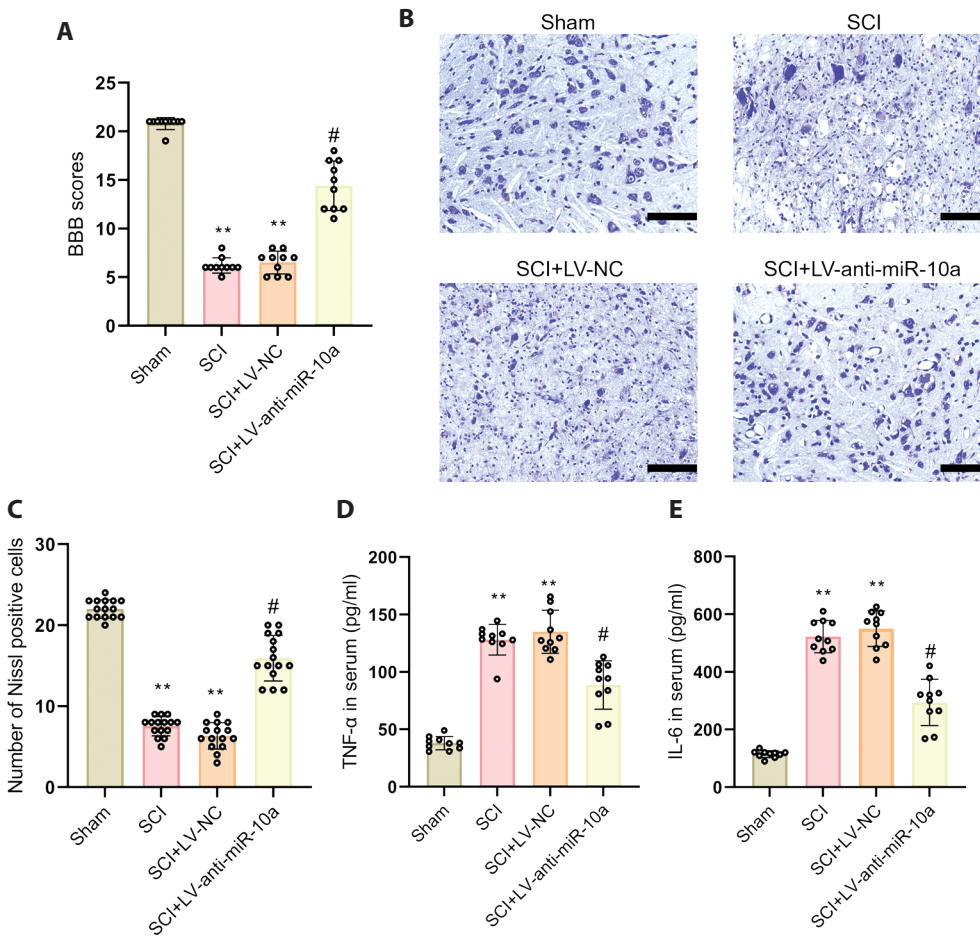 A
BBB scores
25
20
15
10
5
0
**
**
#
Sham
SCI
SCI+LV-NC
SCI+LV-anti-miR-10a
B
Sham
SCI
SCI+LV-NC
SCI+LV-anti-miR-10a
C
Number of Nissl positive cells
30
20
10
0
**
**
#
Sham
SCI
SCI+LV-NC
SCI+LV-anti-miR-10a
D
TNF-α in serum (pg/ml)
200
150
100
50
0
**
**
#
Sham
SCI
SCI+LV-NC
SCI+LV-anti-miR-10a
E
IL-6 in serum (pg/ml)
800
600
400
200
0
**
**
#
Sham
SCI
SCI+LV-NC
SCI+LV-anti-miR-10a